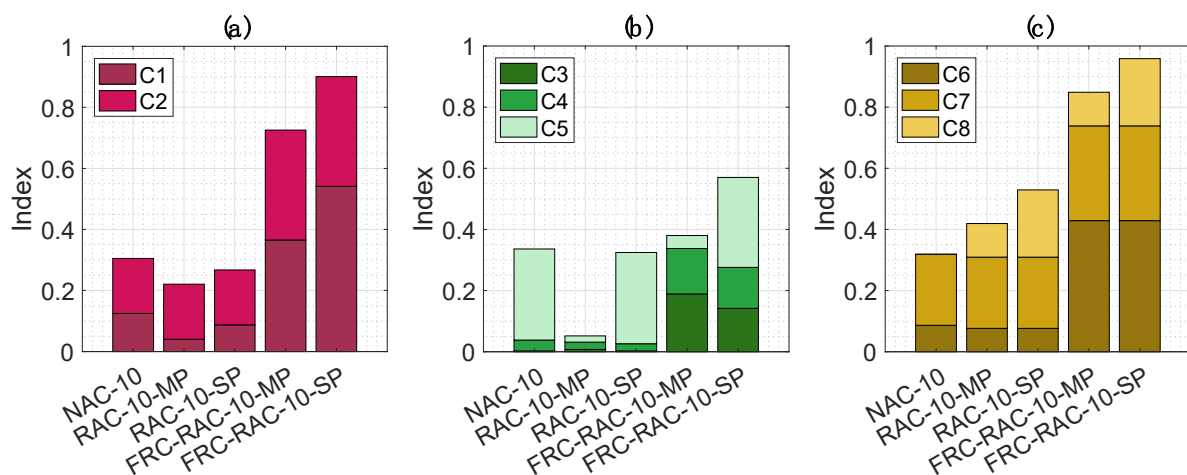 (a)
Index
1
0.8
0.6
0.4
0.2
0
C1
C2
NAC-10
RAC-10-MP
RAC-10-SP
FRC-RAC-10-MP
FRC-RAC-10-SP
(b)
Index
1
0.8
0.6
0.4
0.2
0
C3
C4
C5
NAC-10
RAC-10-MP
RAC-10-SP
FRC-RAC-10-MP
FRC-RAC-10-SP
(c)
Index
1
0.8
0.6
0.4
0.2
0
C6
C7
C8
NAC-10
RAC-10-MP
RAC-10-SP
FRC-RAC-10-MP
FRC-RAC-10-SP